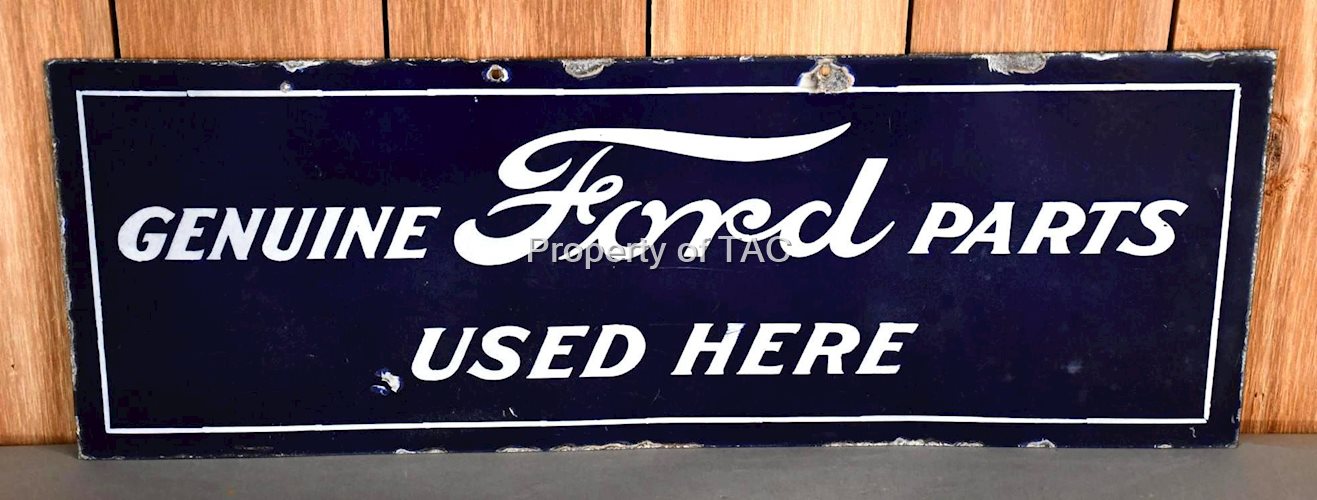 GENUINE Ford PARTS
Property of TAC
USED HERE